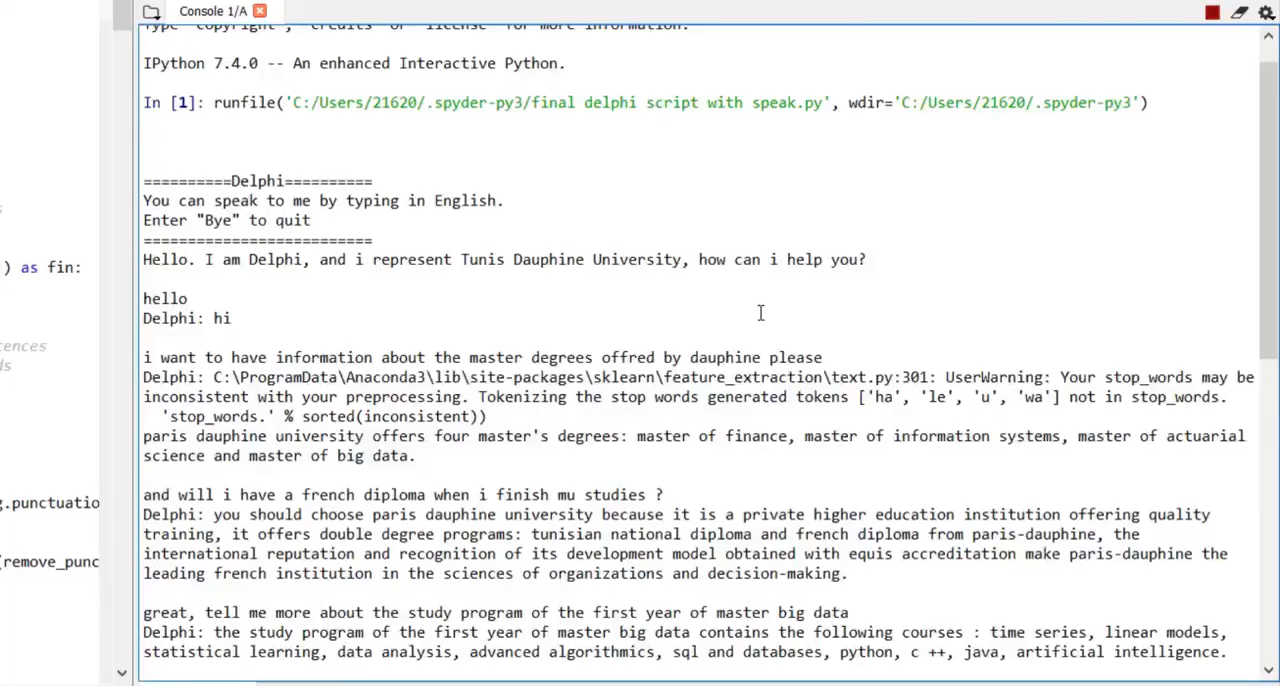 Console 1/A
Type "copyright", "credits" or "license" for more information.
IPython 7.4.0 -- An enhanced Interactive Python.
In [1]: runfile('C:/Users/21620/.spyder-py3/final delphi script with speak.py', wdir='C:/Users/21620/.spyder-py3')
==========Delphi==========
You can speak to me by typing in English.
Enter "Bye" to quit
==========================
Hello. I am Delphi, and i represent Tunis Dauphine University, how can i help you?
) as fin:
hello
Delphi: hi
i want to have information about the master degrees offred by dauphine please
Delphi: C:\ProgramData\Anaconda3\lib\site-packages\sklearn\feature_extraction\text.py:301: UserWarning: Your stop_words may be
inconsistent with your preprocessing. Tokenizing the stop words generated tokens ['ha', 'le', 'u', 'wa'] not in stop_words.
'stop_words.' % sorted(inconsistent))
paris dauphine university offers four master's degrees: master of finance, master of information systems, master of actuarial
science and master of big data.
and will i have a french diploma when i finish mu studies ?
g.punctuatio
Delphi: you should choose paris dauphine university because it is a private higher education institution offering quality
training, it offers double degree programs: tunisian national diploma and french diploma from paris-dauphine, the
international reputation and recognition of its development model obtained with equis accreditation make paris-dauphine the
(remove_punc
leading french institution in the sciences of organizations and decision-making.
great, tell me more about the study program of the first year of master big data
Delphi: the study program of the first year of master big data contains the following courses : time series, linear models,
statistical learning, data analysis, advanced algorithmics, sql and databases, python, c ++, java, artificial intelligence.